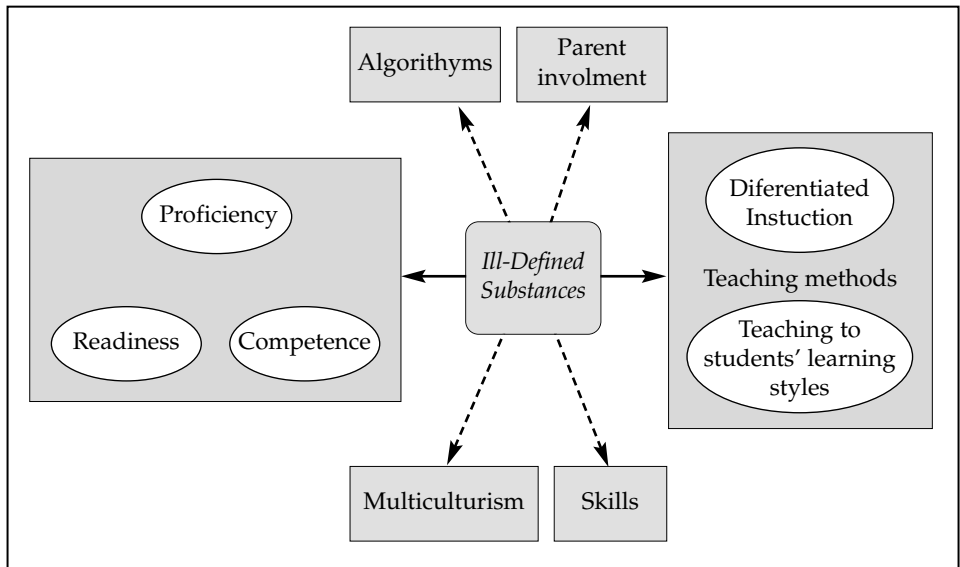 Algorithyms
Parent
involment
Proficiency
Readiness
Competence
Ill-Defined
Substances
Diferentiated
Instuction
Teaching methods
Teaching to
students’ learning
styles
Multiculturism
Skills